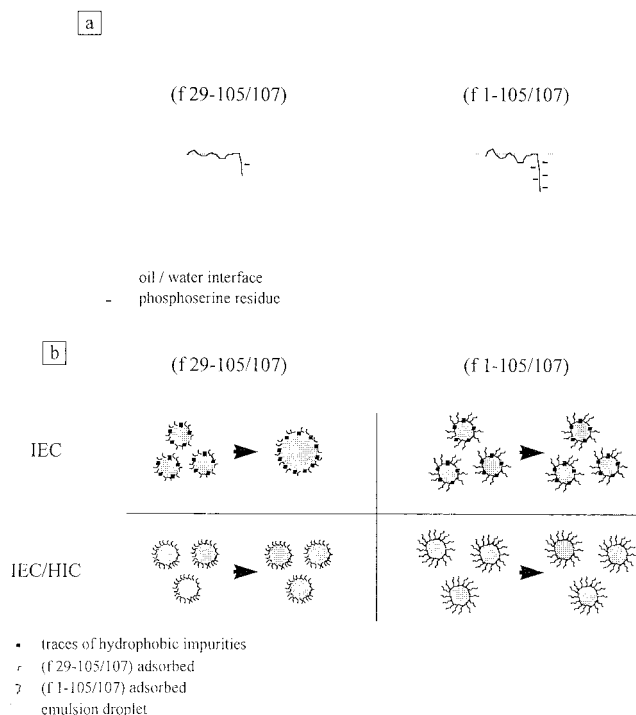 a
(f 29-105/107) (f 1-105/107)
oil / water interface
- phosphoserine residue
b
(f 29-105/107) (f 1-105/107)
IEC
IEC/HIC
traces of hydrophobic impurities
(f 29-105/107) adsorbed
(f 1-105/107) adsorbed
emulsion droplet